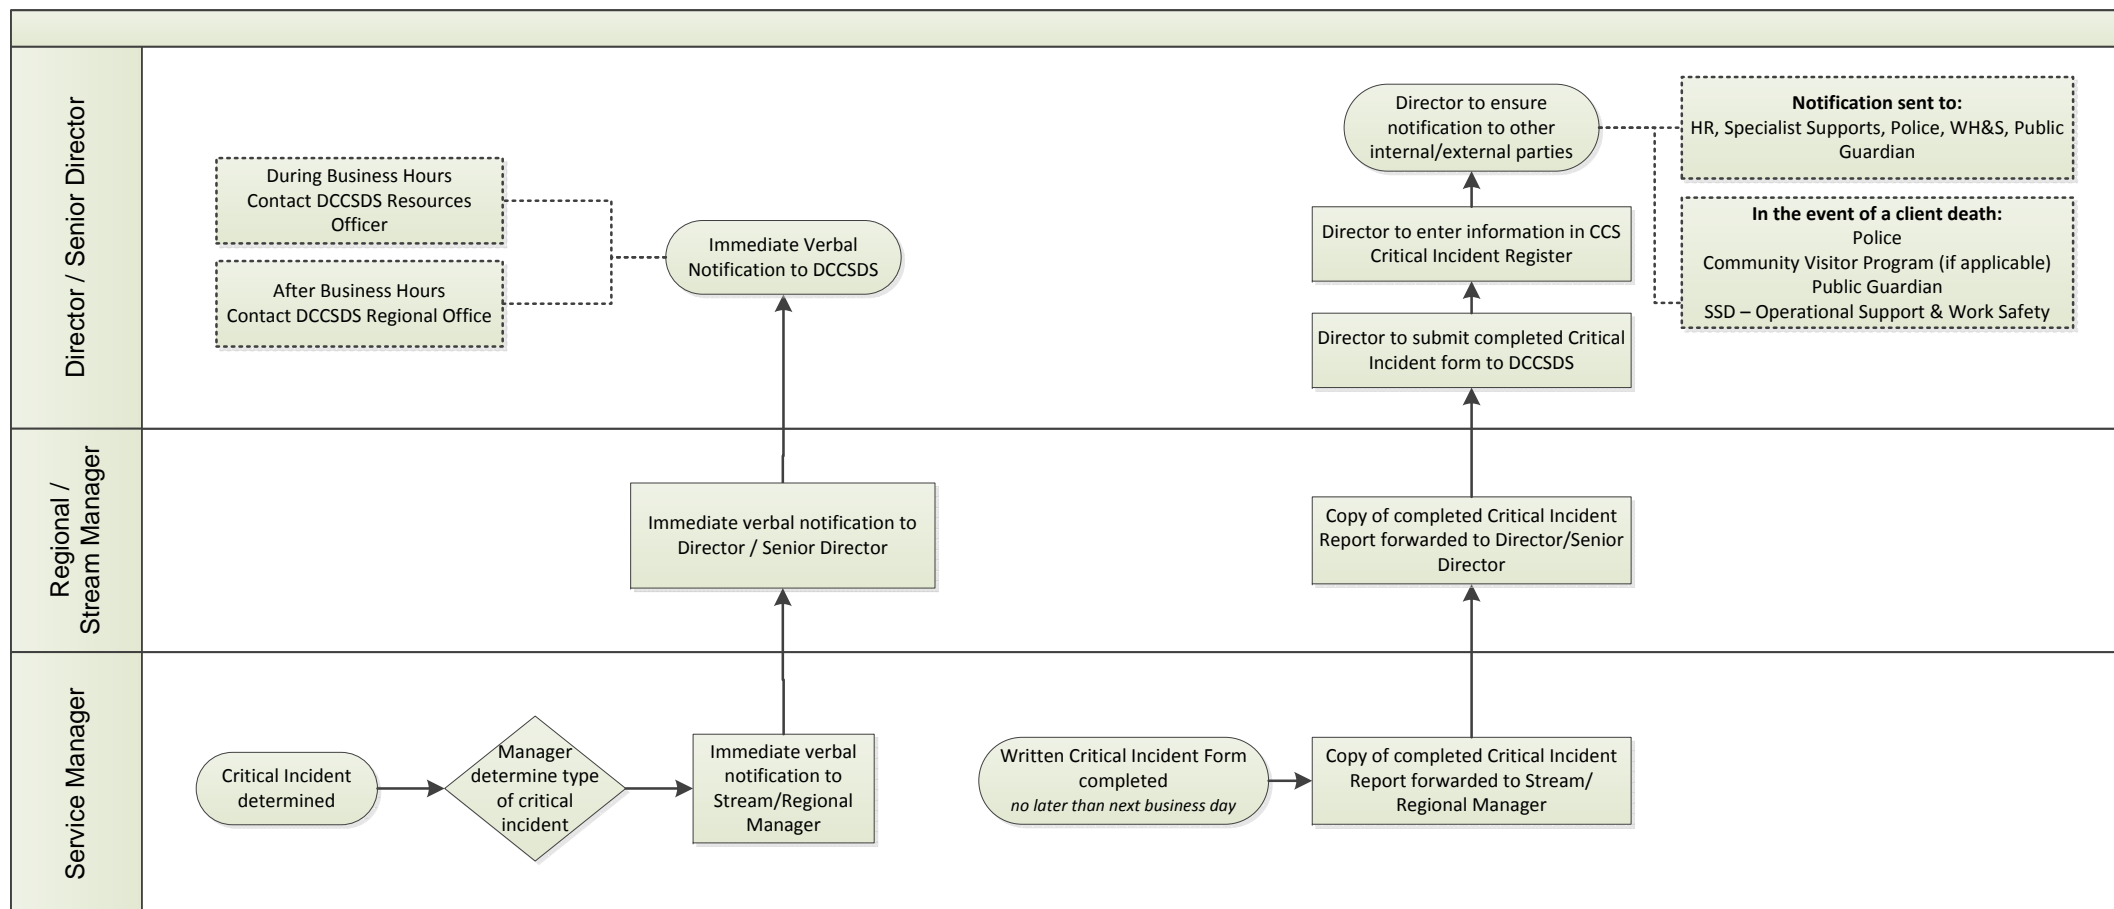 Director / Senior Director
During Business Hours
Contact DCCSDS Resources
Officer
After Business Hours
Contact DCCSDS Regional Office
Immediate Verbal
Notification to DCCSDS
Director to ensure
notification to other
internal/external parties
Notification sent to:
HR, Specialist Supports, Police, WH&S, Public
Guardian
In the event of a client death:
Police
Community Visitor Program (if applicable)
Public Guardian
SSD – Operational Support & Work Safety
Director to enter information in CCS
Critical Incident Register
Director to submit completed Critical
Incident form to DCCSDS
Regional /
Stream Manager
Immediate verbal notification to
Director / Senior Director
Copy of completed Critical Incident
Report forwarded to Director/Senior
Director
Service Manager
Critical Incident
determined
Manager
determine type
of critical
incident
Immediate verbal
notification to
Stream/Regional
Manager
Written Critical Incident Form
completed
no later than next business day
Copy of completed Critical Incident
Report forwarded to Stream/
Regional Manager